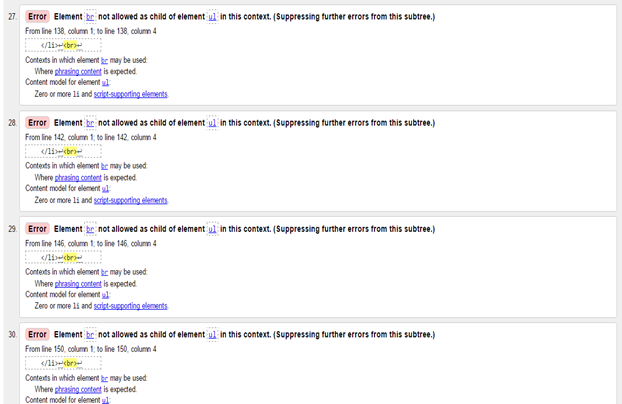 27. Error Element br not allowed as child of element ul in this context. (Suppressing further errors from this subtree.)
From line 138, column 1; to line 138, column 4
</li>↩<br>↩
Contexts in which element br may be used:
Where phrasing content is expected.
Content model for element ul:
Zero or more li and script-supporting elements.
28. Error Element br not allowed as child of element ul in this context. (Suppressing further errors from this subtree.)
From line 142, column 1; to line 142, column 4
</li>↩<br>↩
Contexts in which element br may be used:
Where phrasing content is expected.
Content model for element ul:
Zero or more li and script-supporting elements.
29. Error Element br not allowed as child of element ul in this context. (Suppressing further errors from this subtree.)
From line 146, column 1; to line 146, column 4
</li>↩<br>↩
Contexts in which element br may be used:
Where phrasing content is expected.
Content model for element ul:
Zero or more li and script-supporting elements.
30. Error Element br not allowed as child of element ul in this context. (Suppressing further errors from this subtree.)
From line 150, column 1; to line 150, column 4
</li>↩<br>↩
Contexts in which element br may be used:
Where phrasing content is expected.
Content model for element ul: